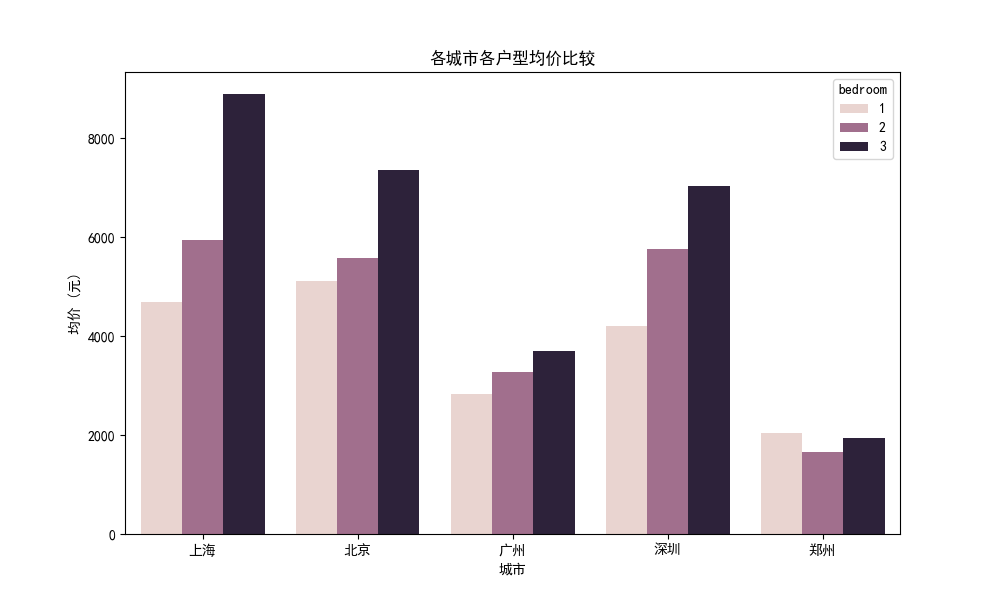 各城市各户型均价比较
bedroom
1
2
3
8000
6000
4000
2000
0
均价（元）
上海 北京 广州 深圳 郑州
城市